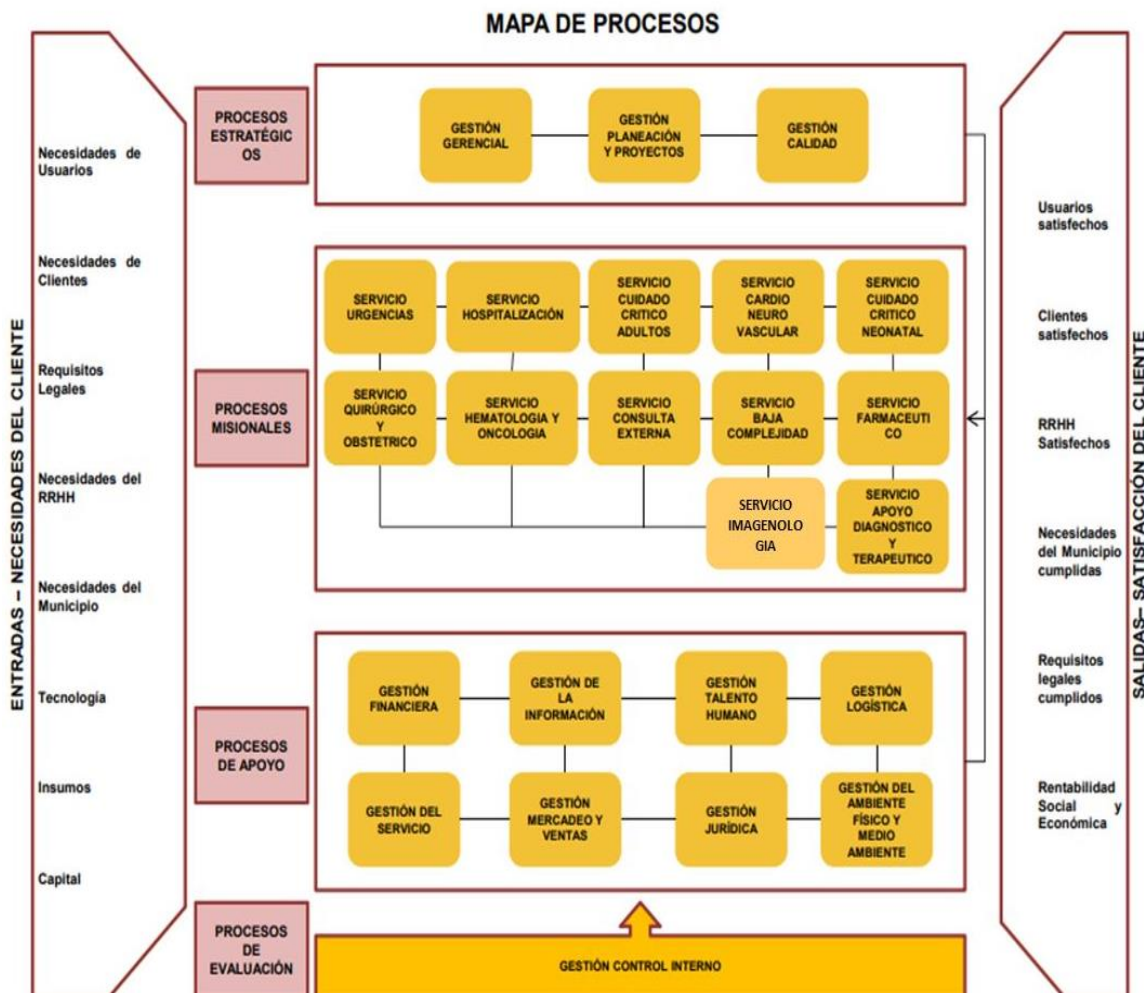 MAPA DE PROCESOS
ENTRADAS – NECESIDADES DEL CLIENTE
Necesidades de
Usuarios
Necesidades de
Clientes
Requisitos
Legales
Necesidades del
RRHH
Necesidades del
Municipio
Tecnología
Insumos
Capital
PROCESOS
ESTRATÉGIC
OS
GESTIÓN
GERENCIAL
GESTIÓN
PLANEACIÓN
Y PROYECTOS
GESTIÓN
CALIDAD
PROCESOS
MISIONALES
SERVICIO
URGENCIAS
SERVICIO
HOSPITALIZACIÓN
SERVICIO
CUIDADO
CRITICO
ADULTOS
SERVICIO
CARDIO
NEURO
VASCULAR
SERVICIO
CUIDADO
CRITICO
NEONATAL
SERVICIO
QUIRÚRGICO
Y
OBSTETRICO
SERVICIO
HEMATOLOGIA Y
ONCOLOGIA
SERVICIO
CONSULTA
EXTERNA
SERVICIO
BAJA
COMPLEJIDAD
SERVICIO
FARMACEUTI
CO
SERVICIO
IMAGENOLO
GIA
SERVICIO
APOYO
DIAGNOSTICO
Y
TERAPEUTICO
PROCESOS
DE APOYO
GESTIÓN
FINANCIERA
GESTIÓN DE
LA
INFORMACIÓN
GESTIÓN
TALENTO
HUMANO
GESTIÓN
LOGÍSTICA
GESTIÓN DEL
SERVICIO
GESTIÓN
MERCADEO Y
VENTAS
GESTIÓN
JURÍDICA
GESTIÓN DEL
AMBIENTE
FÍSICO Y
MEDIO
AMBIENTE
PROCESOS
DE
EVALUACIÓN
GESTIÓN CONTROL INTERNO
Usuarios
satisfechos
Clientes
satisfechos
RRHH
Satisfechos
Necesidades
del Municipio
cumplidas
Requisitos
legales
cumplidos
Rentabilidad
Social y
Económica
SALIDAS– SATISFACCIÓN DEL CLIENTE